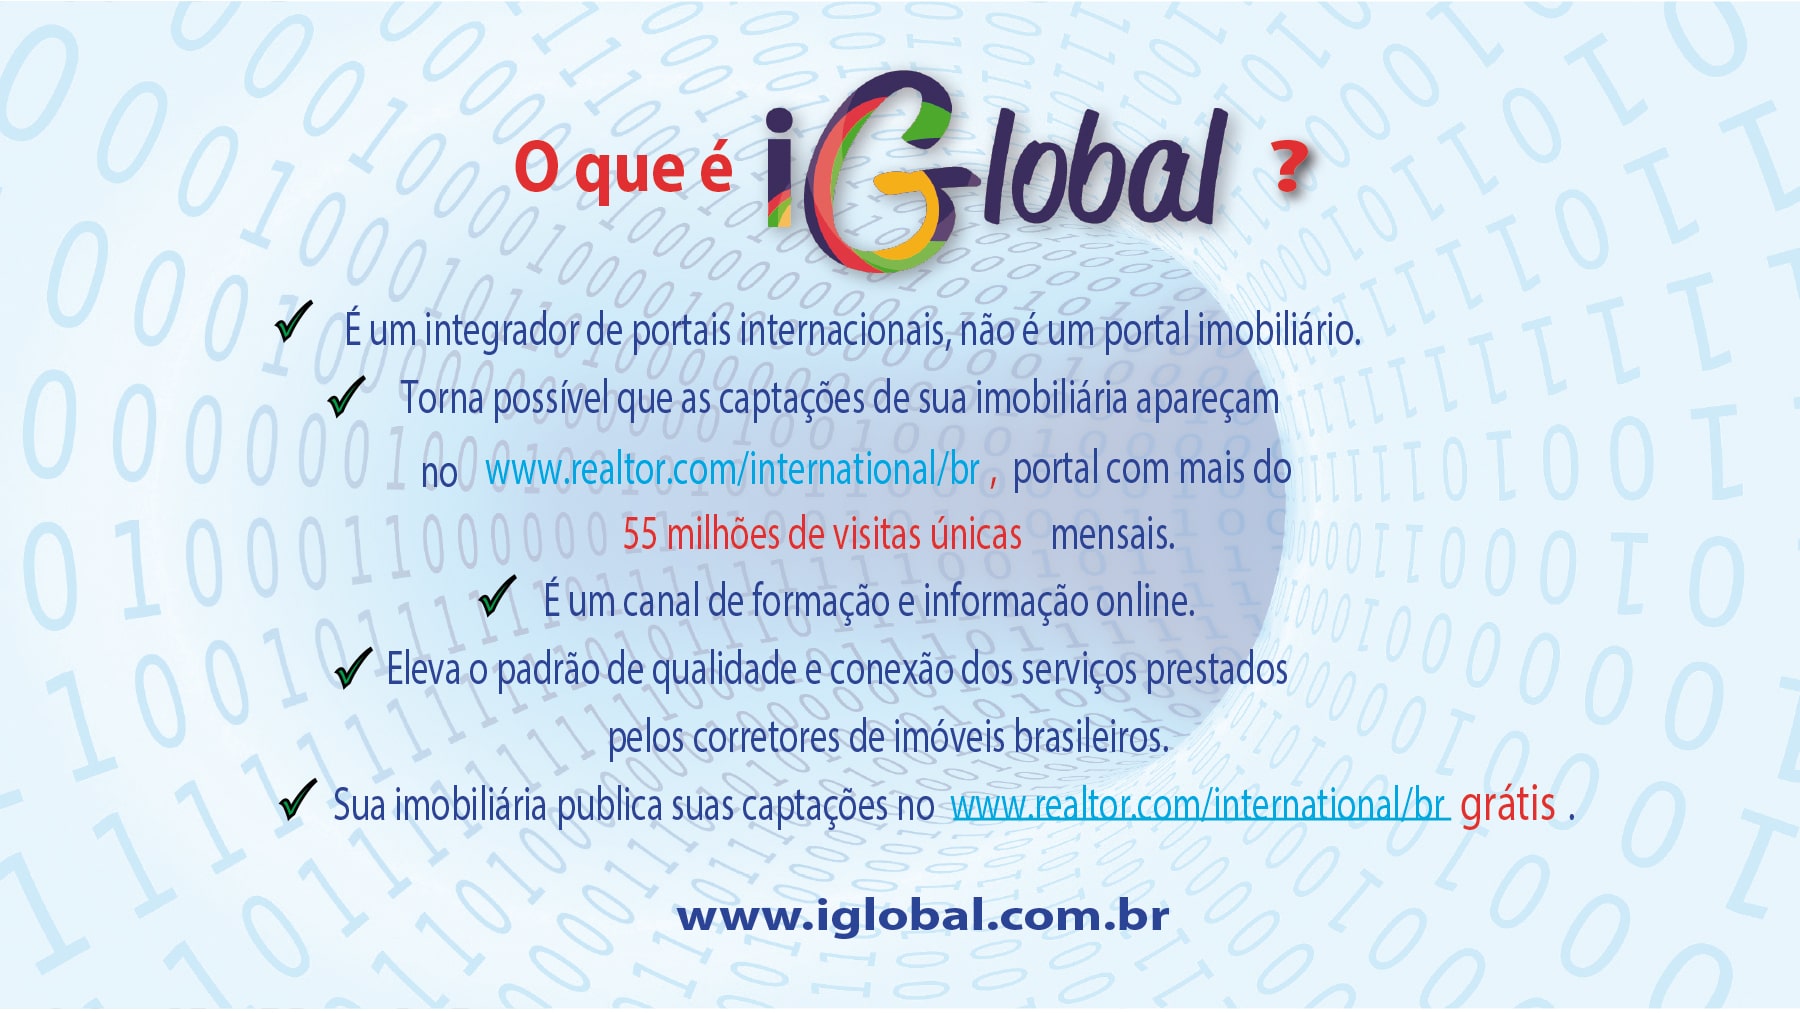 O que é iGlobal ?
É um integrador de portais internacionais, não é um portal imobiliário.
Torna possível que as captações de sua imobiliária apareçam
no www.realtor.com/international/br , portal com mais do
55 milhões de visitas únicas mensais.
É um canal de formação e informação online.
Eleva o padrão de qualidade e conexão dos serviços prestados
pelos corretores de imóveis brasileiros.
Sua imobiliária publica suas captações no www.realtor.com/international/br grátis .
www.iglobal.com.br